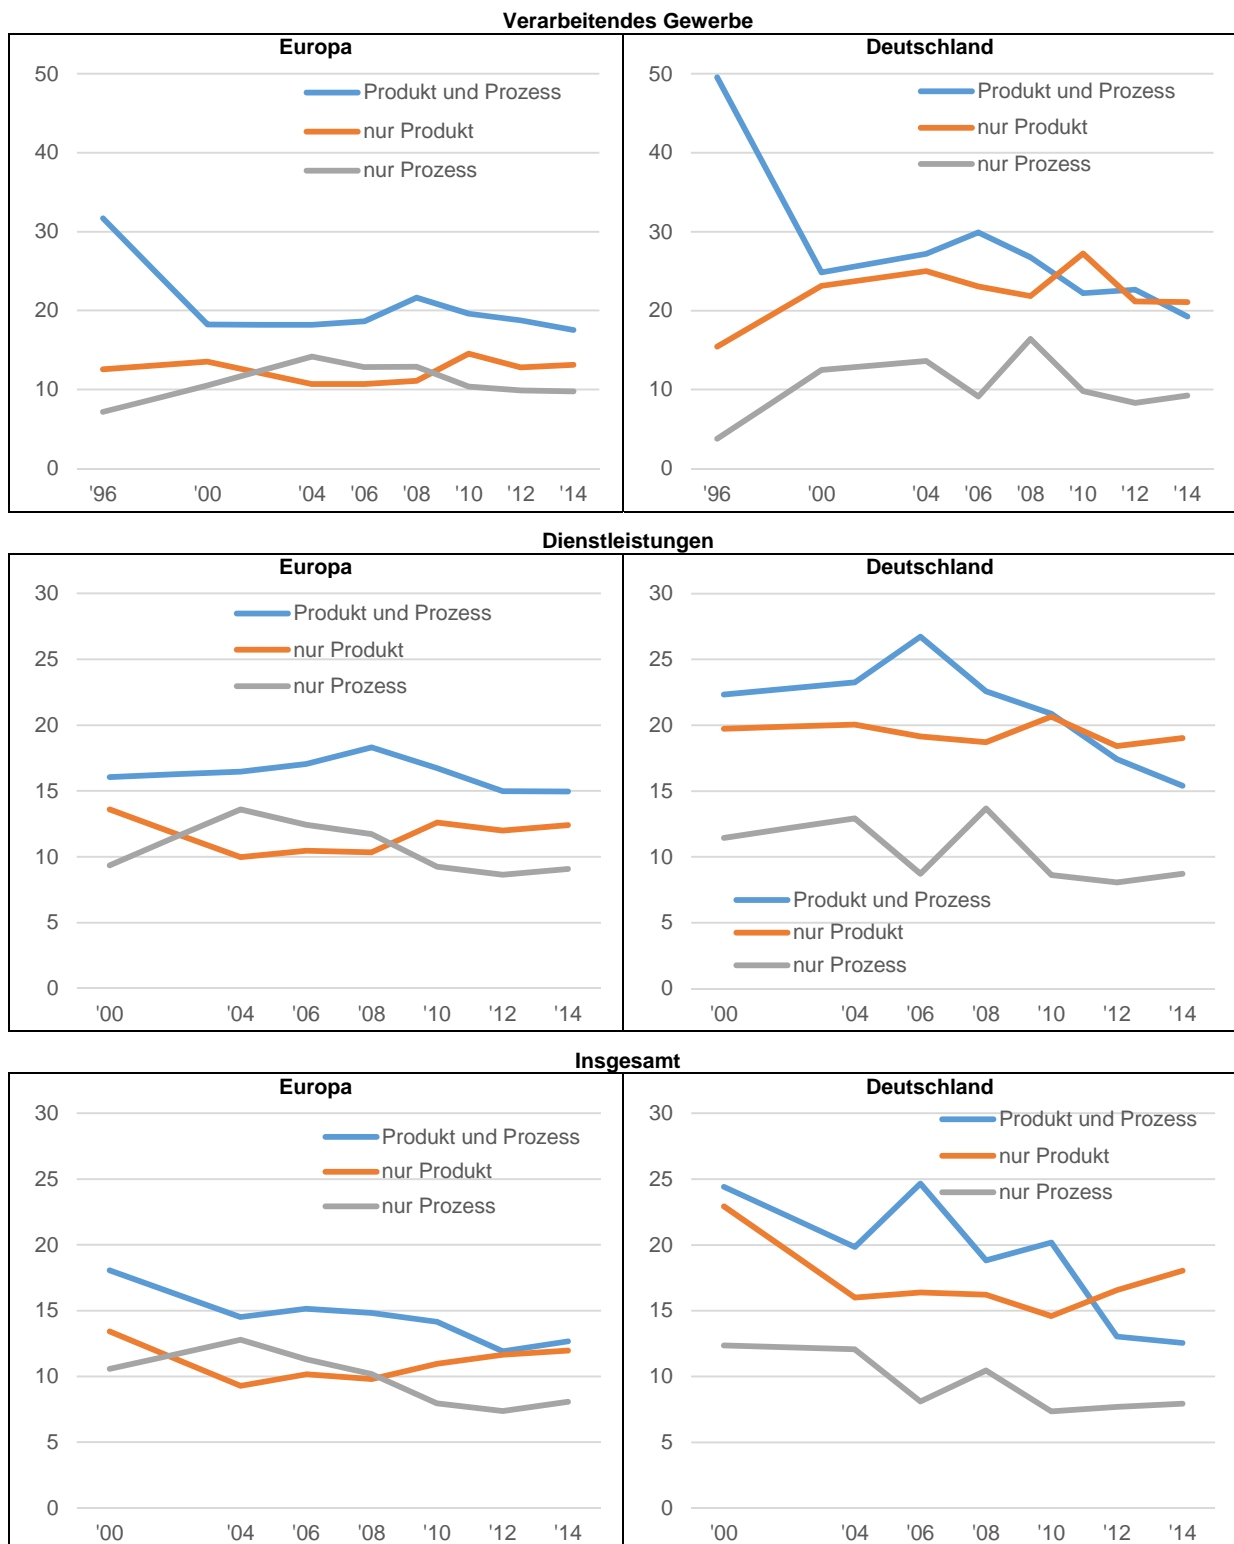 Verarbeitendes Gewerbe
Europa
50
40
30
20
10
0
Produkt und Prozess
nur Produkt
nur Prozess
'96 '00 '04 '06 '08 '10 '12 '14
Deutschland
50
40
30
20
10
0
Produkt und Prozess
nur Produkt
nur Prozess
'96 '00 '04 '06 '08 '10 '12 '14
Dienstleistungen
Europa
30
25
20
15
10
5
0
Produkt und Prozess
nur Produkt
nur Prozess
'00 '04 '06 '08 '10 '12 '14
Deutschland
30
25
20
15
10
5
0
Produkt und Prozess
nur Produkt
nur Prozess
'00 '04 '06 '08 '10 '12 '14
Insgesamt
Europa
30
25
20
15
10
5
0
Produkt und Prozess
nur Produkt
nur Prozess
'00 '04 '06 '08 '10 '12 '14
Deutschland
30
25
20
15
10
5
0
Produkt und Prozess
nur Produkt
nur Prozess
'00 '04 '06 '08 '10 '12 '14